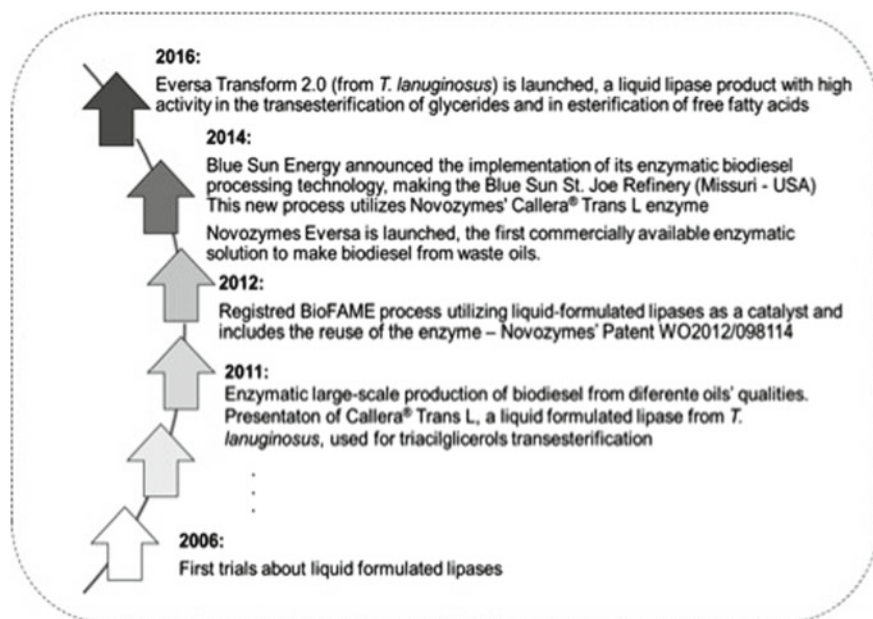 2016:
Eversa Transform 2.0 (from T. lanuginosus) is launched, a liquid lipase product with high
activity in the transesterification of glycerides and in esterification of free fatty acids
2014:
Blue Sun Energy announced the implementation of its enzymatic biodiesel
processing technology, making the Blue Sun St. Joe Refinery (Missuri - USA)
This new process utilizes Novozymes' Callera® Trans L enzyme
Novozymes Eversa is launched, the first commercially available enzymatic
solution to make biodiesel from waste oils.
2012:
Registred BioFAME process utilizing liquid-formulated lipases as a catalyst and
includes the reuse of the enzyme – Novozymes' Patent WO2012/098114
2011:
Enzymatic large-scale production of biodiesel from diferente oils' qualities.
Presentaton of Callera® Trans L, a liquid formulated lipase from T.
lanuginosus, used for triacilglicerols transesterification
.
.
.
2006:
First trials about liquid formulated lipases